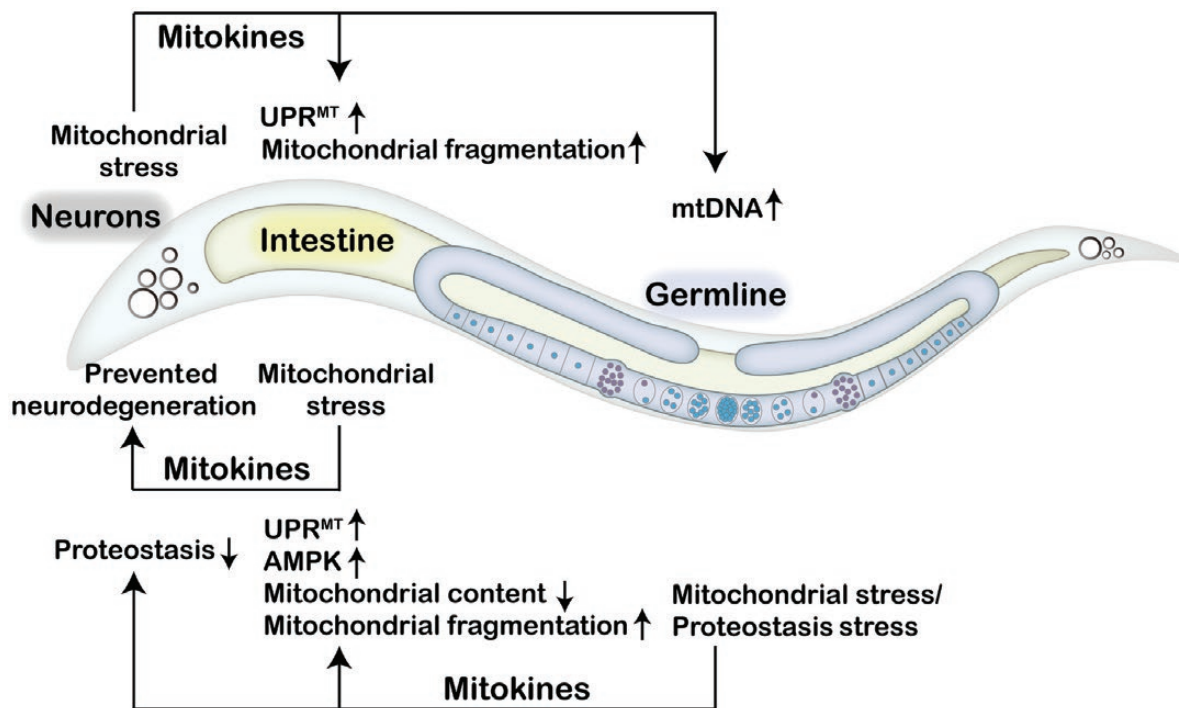 Mitokines
Mitochondrial
stress
UPRᴹᵀ ↑
Mitochondrial fragmentation ↑
mtDNA ↑
Neurons
Intestine
Germline
Prevented
neurodegeneration
Mitochondrial
stress
Mitokines
Proteostasis ↓
UPRᴹᵀ ↑
AMPK ↑
Mitochondrial content ↓
Mitochondrial fragmentation ↑
Mitochondrial stress/
Proteostasis stress
Mitokines